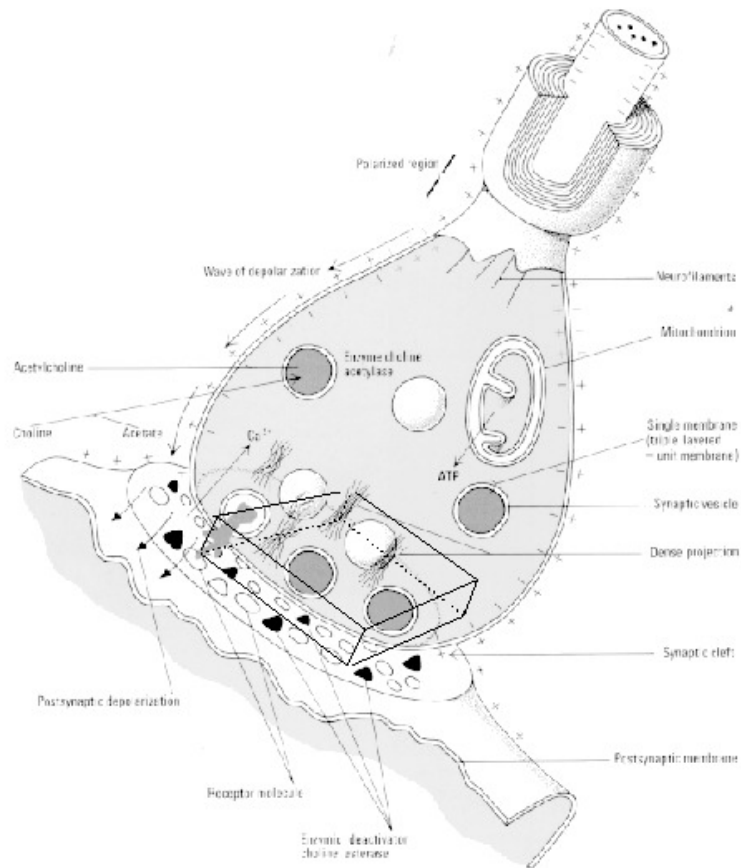 Polarized region
Wave of depolarization
Neurofilaments
Mitochondrion
Acetylcholine
Enzyme choline
acetylase
Choline
Acetate
Ca++
Single membrane
(triple layered
– unit membrane)
ATP
Synaptic vesicle
Dense projection
Synaptic cleft
Postsynaptic depolarization
Postsynaptic membrane
Receptor molecule
Enzymic deactivator
choline esterase